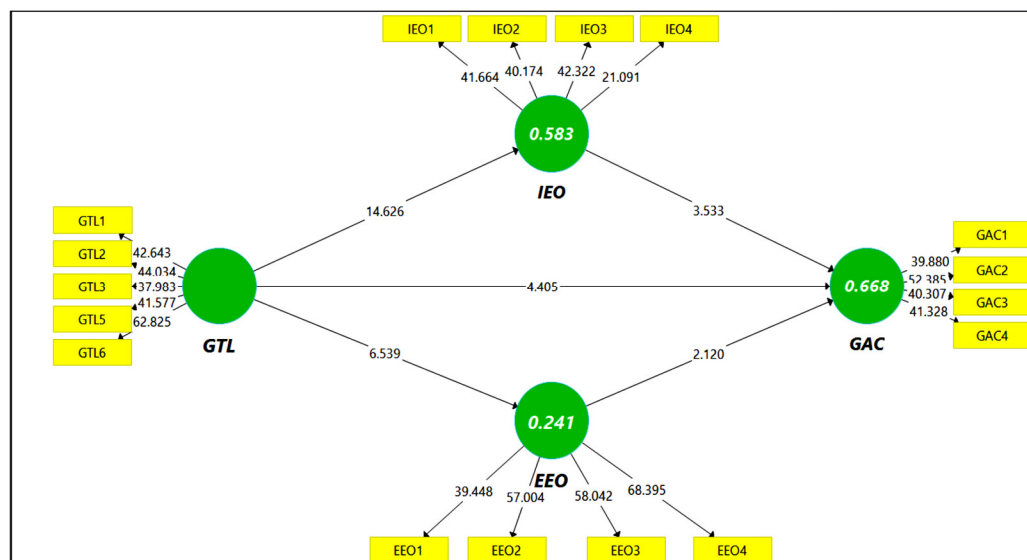 IEO1 IEO2 IEO3 IEO4
41.664 40.174 42.322 21.091
0.583
IEO
14.626 3.533
GTL1
GTL2
GTL3
GTL5
GTL6
42.643
44.034
37.983
41.577
62.825
GTL
4.405
0.668
GAC
39.880
52.385
40.307
41.328
GAC1
GAC2
GAC3
GAC4
6.539 2.120
0.241
EEO
39.448 57.004 58.042 68.395
EEO1 EEO2 EEO3 EEO4